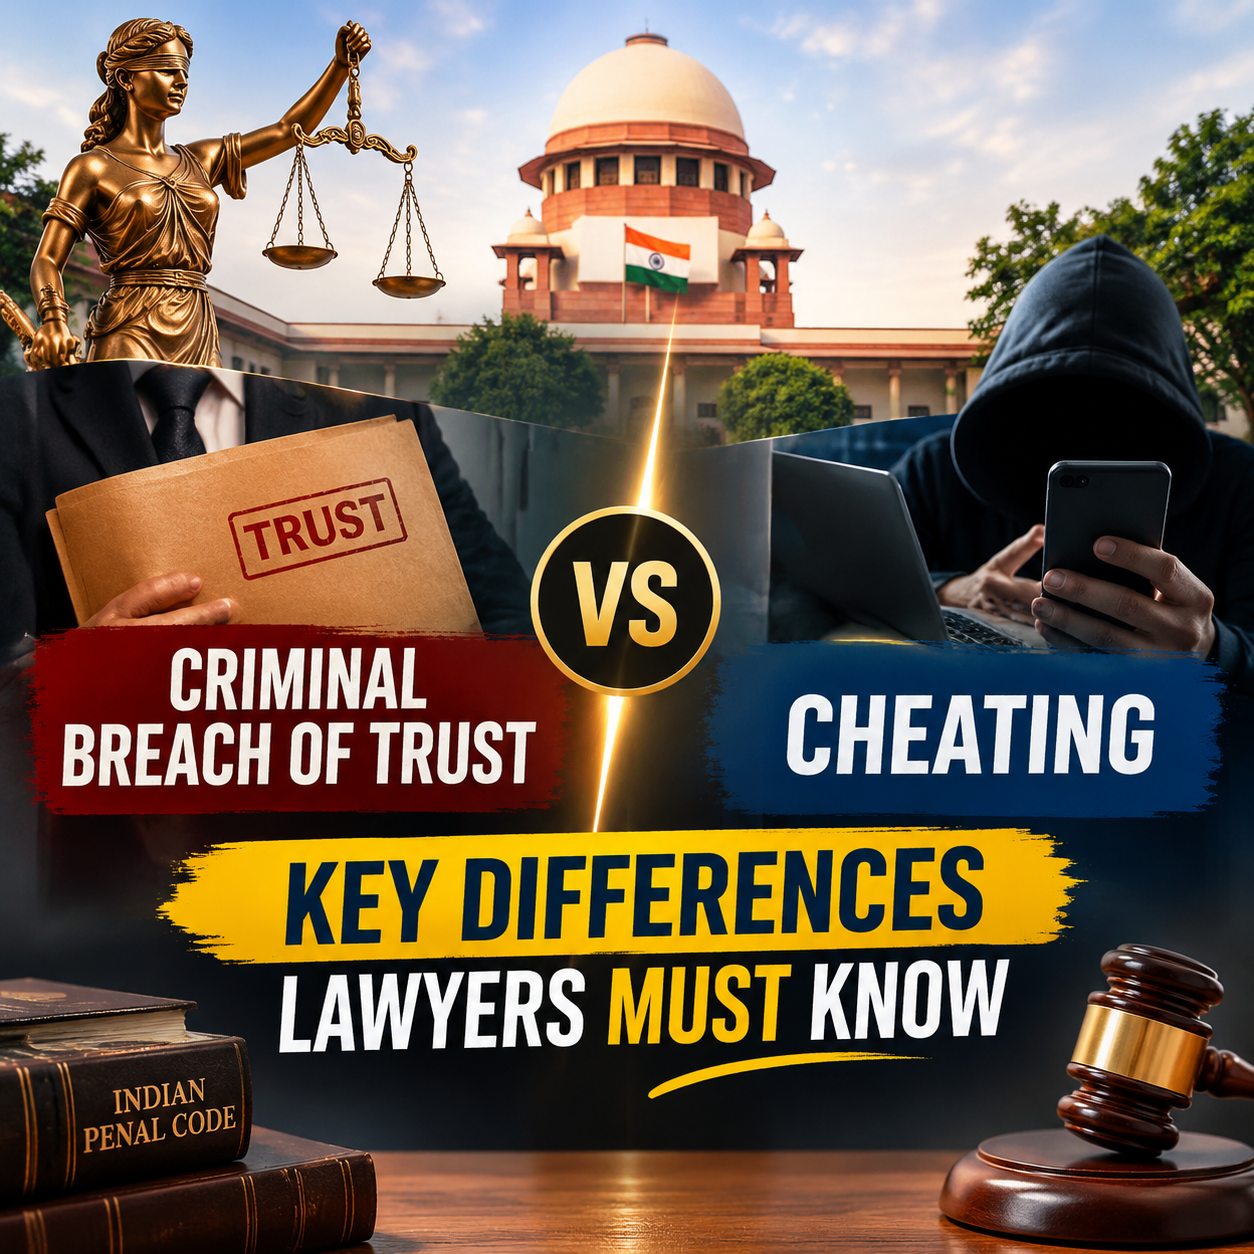 TRUST
VS
CRIMINAL
BREACH OF TRUST
CHEATING
KEY DIFFERENCES
LAWYERS MUST KNOW
INDIAN
PENAL CODE